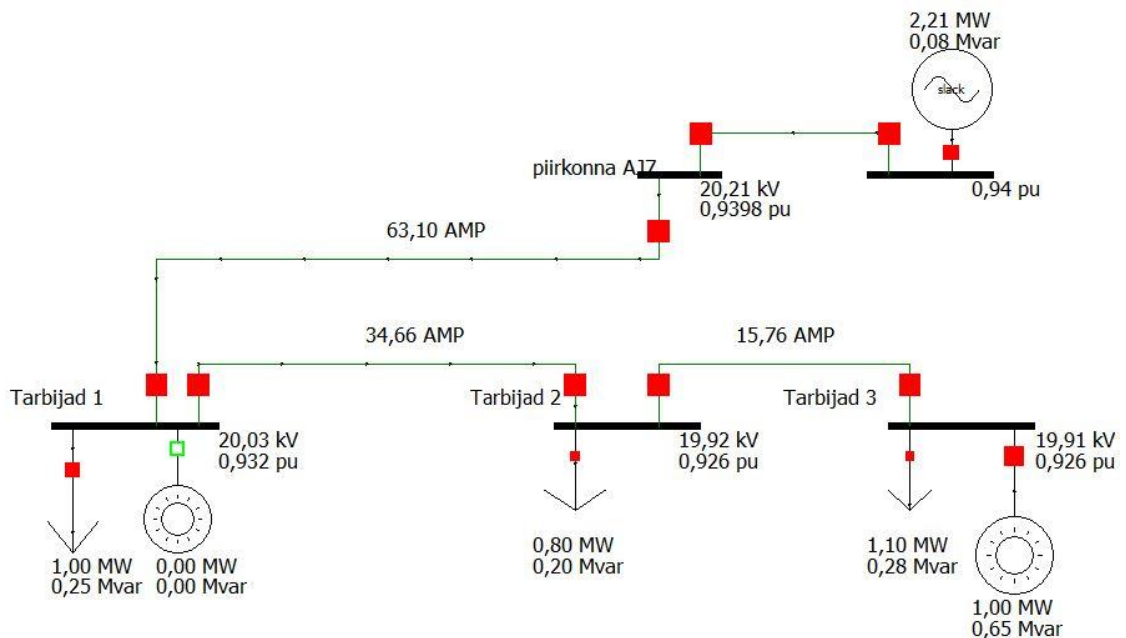 2,21 MW
0,08 Mvar
slack
piirkonna AJ7
20,21 kV
0,9398 pu
0,94 pu
63,10 AMP
34,66 AMP
15,76 AMP
Tarbijad 1
Tarbijad 2
Tarbijad 3
20,03 kV
0,932 pu
19,92 kV
0,926 pu
19,91 kV
0,926 pu
1,00 MW
0,25 Mvar
0,00 MW
0,00 Mvar
0,80 MW
0,20 Mvar
1,10 MW
0,28 Mvar
1,00 MW
0,65 Mvar